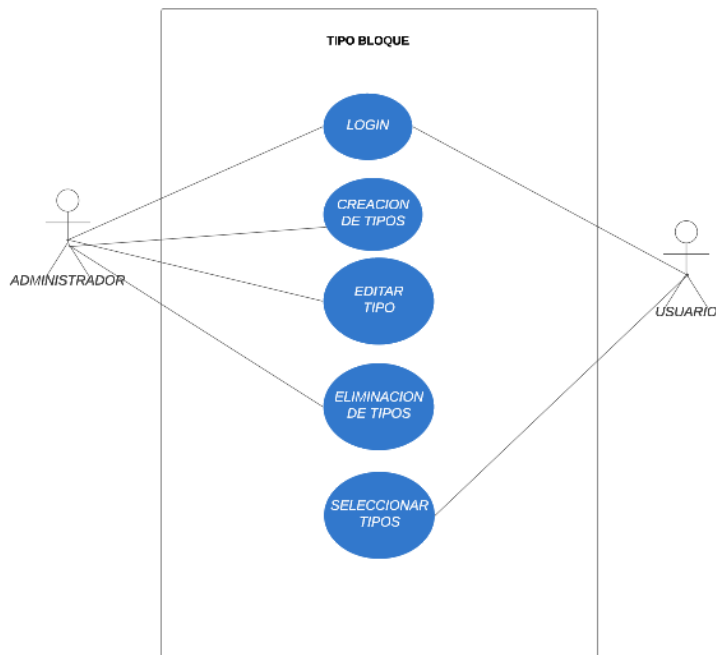 TIPO BLOQUE
LOGIN
CREACION
DE TIPOS
ADMINISTRADOR
EDITAR
TIPO
USUARIO
ELIMINACION
DE TIPOS
SELECCIONAR
TIPOS